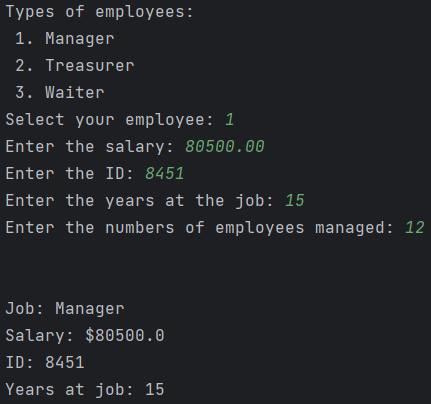 Types of employees:
1. Manager
2. Treasurer
3. Waiter
Select your employee: 1
Enter the salary: 80500.00
Enter the ID: 8451
Enter the years at the job: 15
Enter the numbers of employees managed: 12
Job: Manager
Salary: $80500.0
ID: 8451
Years at job: 15